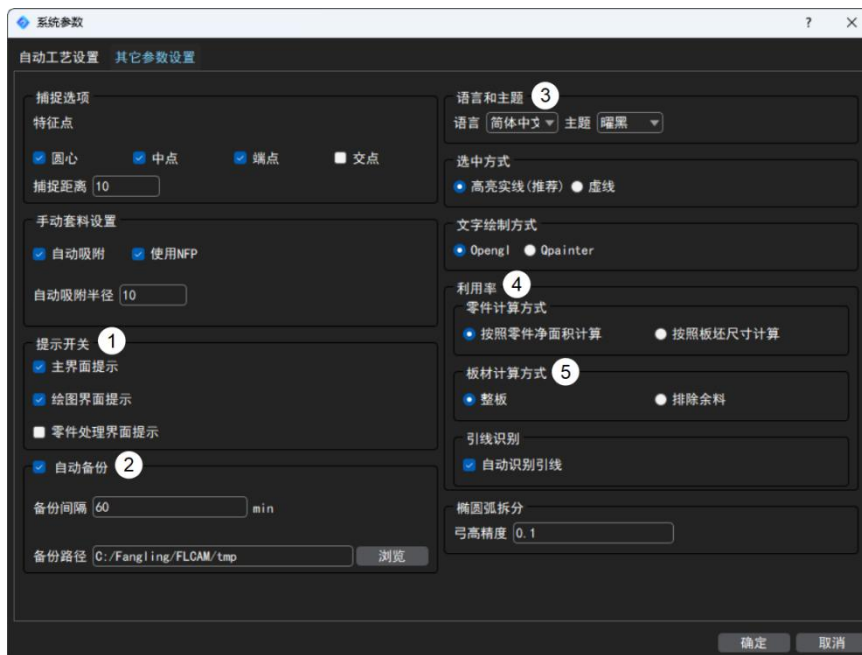 系统参数
? ×
自动工艺设置 其它参数设置
捕捉选项
特征点
圆心 中点 端点 交点
捕捉距离 10
手动套料设置
自动吸附 使用NFP
自动吸附半径 10
提示开关 1
主界面提示
绘图界面提示
零件处理界面提示
自动备份 2
备份间隔 60 min
备份路径 C:/Fangling/FLCAM/tmp 浏览
语言和主题 3
语言 简体中文 主题 曜黑
选中方式
高亮实线(推荐) 虚线
文字绘制方式
Opengl Qpainter
利用率 4
零件计算方式
按照零件净面积计算 按照板坯尺寸计算
板材计算方式 5
整板 排除余料
引线识别
自动识别引线
椭圆弧拆分
弓高精度 0.1
确定 取消